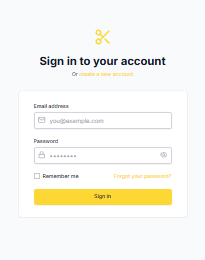 Sign in to your account
Or create a new account
Email address
you@example.com
Password
••••••••
Remember me
Forgot your password?
Sign in